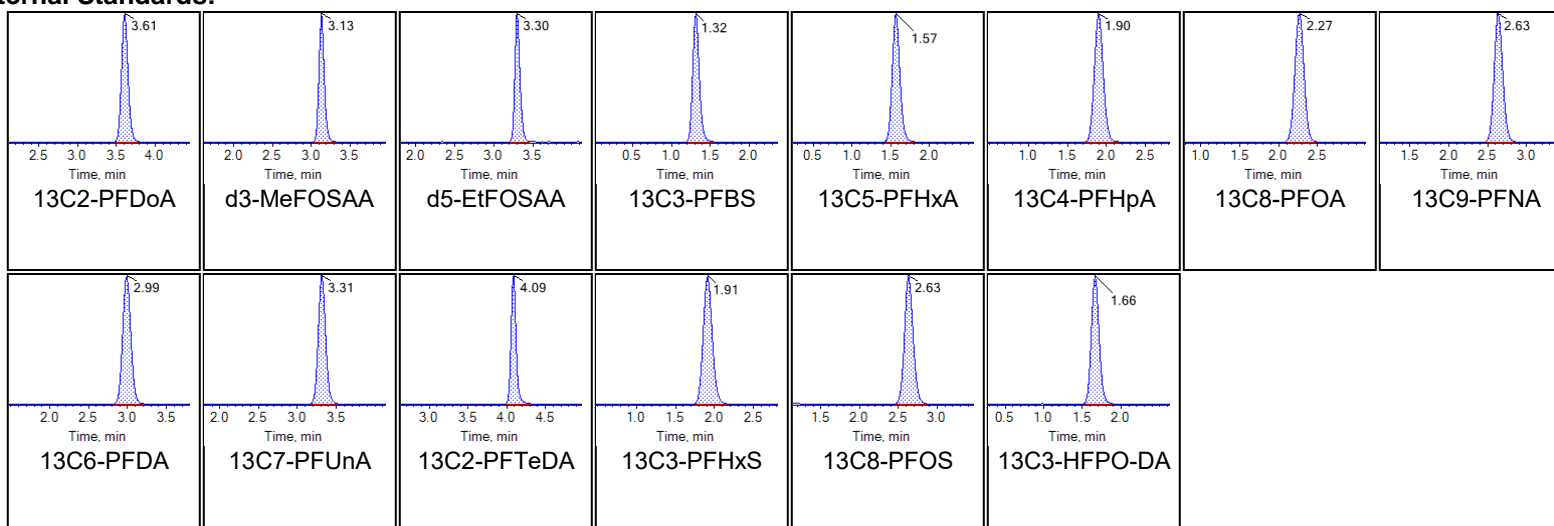 ternal Standards:
3.61
2.5 3.0 3.5 4.0
Time, min
13C2-PFDoA
3.13
2.0 2.5 3.0 3.5
Time, min
d3-MeFOSAA
3.30
2.0 2.5 3.0 3.5
Time, min
d5-EtFOSAA
1.32
0.5 1.0 1.5 2.0
Time, min
13C3-PFBS
1.57
0.5 1.0 1.5 2.0
Time, min
13C5-PFHxA
1.90
1.0 1.5 2.0 2.5
Time, min
13C4-PFHpA
2.27
1.0 1.5 2.0 2.5
Time, min
13C8-PFOA
2.63
1.5 2.0 2.5 3.0
Time, min
13C9-PFNA
2.99
2.0 2.5 3.0 3.5
Time, min
13C6-PFDA
3.31
2.0 2.5 3.0 3.5
Time, min
13C7-PFUnA
4.09
3.0 3.5 4.0 4.5
Time, min
13C2-PFTeDA
1.91
1.0 1.5 2.0 2.5
Time, min
13C3-PFHxS
2.63
1.5 2.0 2.5 3.0
Time, min
13C8-PFOS
1.66
0.5 1.0 1.5 2.0
Time, min
13C3-HFPO-DA